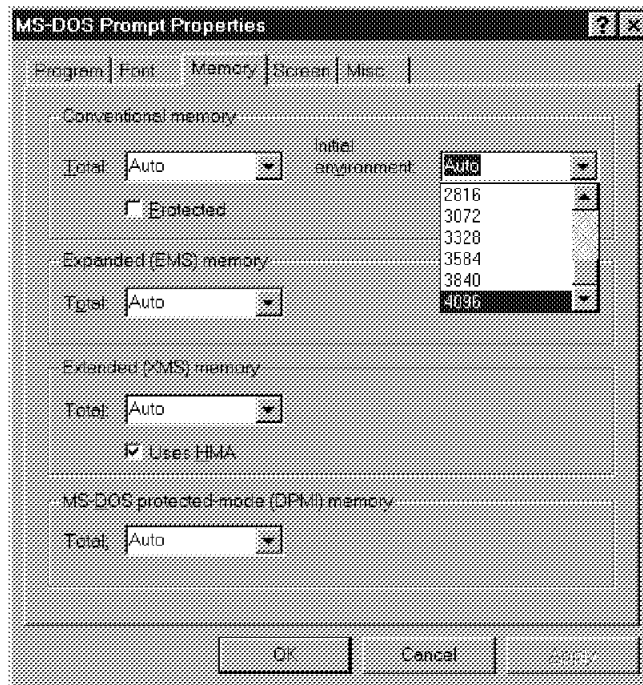 MS-DOS Prompt Properties
Program Font Memory Screen Misc
Conventional memory
Total: Auto
Initial environment: Auto
Protected
2816
3072
3328
3584
3840
4096
Expanded (EMS) memory
Total: Auto
Extended (XMS) memory
Total: Auto
Uses HMA
MS-DOS protected-mode (DPMI) memory
Total: Auto
OK Cancel Apply